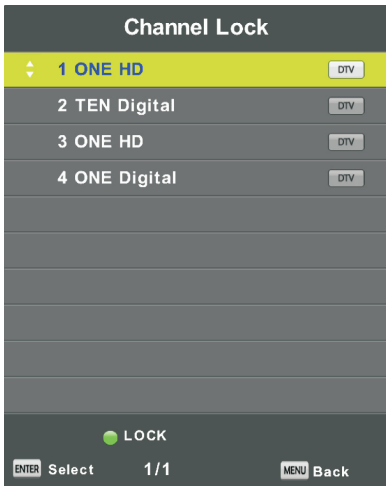 Channel Lock
1 ONE HD DTV
2 TEN Digital DTV
3 ONE HD DTV
4 ONE Digital DTV
LOCK
ENTER Select 1/1 MENU Back